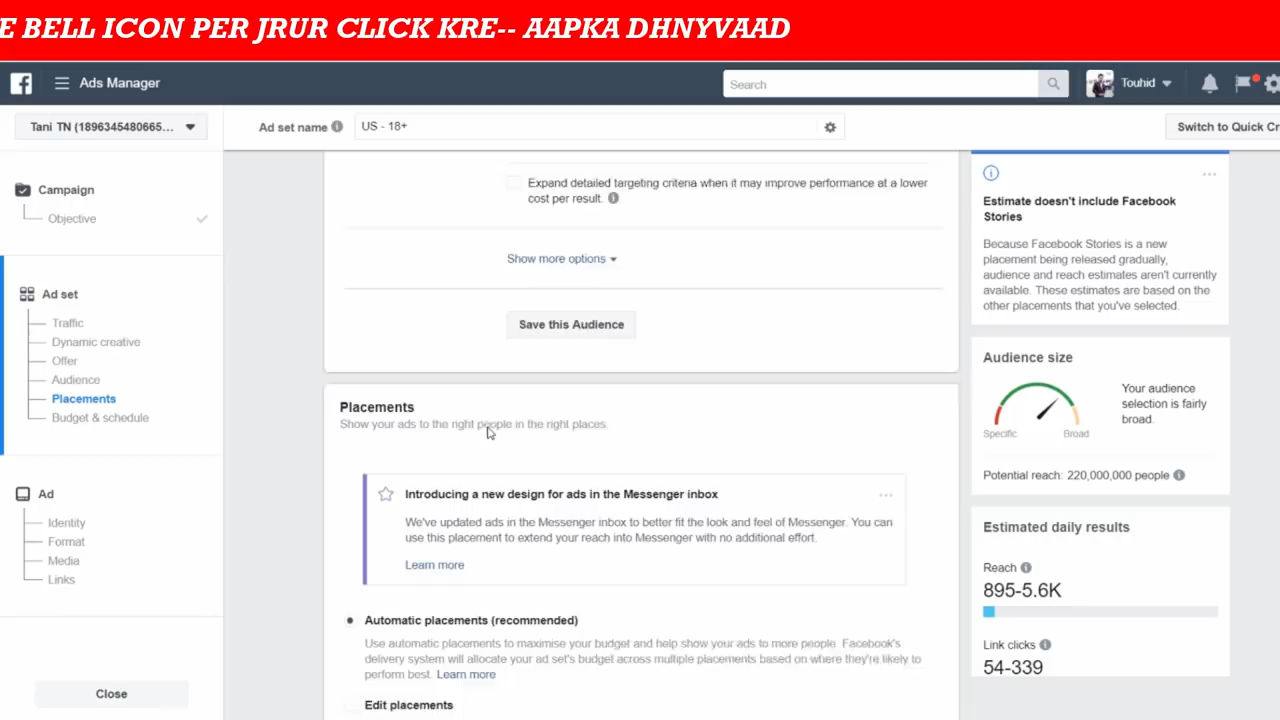 E BELL ICON PER JRUR CLICK KRE-- AAPKA DHNYVAAD
Ads Manager
Search
Touhid
Tani TN (1896345480665...
Ad set name
US - 18+
Switch to Quick Cr
Campaign
Objective
Ad set
Traffic
Dynamic creative
Offer
Audience
Placements
Budget & schedule
Ad
Identity
Format
Media
Links
Close
Expand detailed targeting criteria when it may improve performance at a lower
cost per result.
Show more options
Save this Audience
Placements
Show your ads to the right people in the right places.
Introducing a new design for ads in the Messenger inbox
We've updated ads in the Messenger inbox to better fit the look and feel of Messenger. You can
use this placement to extend your reach into Messenger with no additional effort.
Learn more
Automatic placements (recommended)
Use automatic placements to maximise your budget and help show your ads to more people. Facebook's
delivery system will allocate your ad set's budget across multiple placements based on where they're likely to
perform best. Learn more
Edit placements
Estimate doesn't include Facebook
Stories
Because Facebook Stories is a new
placement being released gradually,
audience and reach estimates aren't currently
available. These estimates are based on the
other placements that you've selected.
Audience size
Specific
Broad
Your audience
selection is fairly
broad.
Potential reach: 220,000,000 people
Estimated daily results
Reach
895-5.6K
Link clicks
54-339